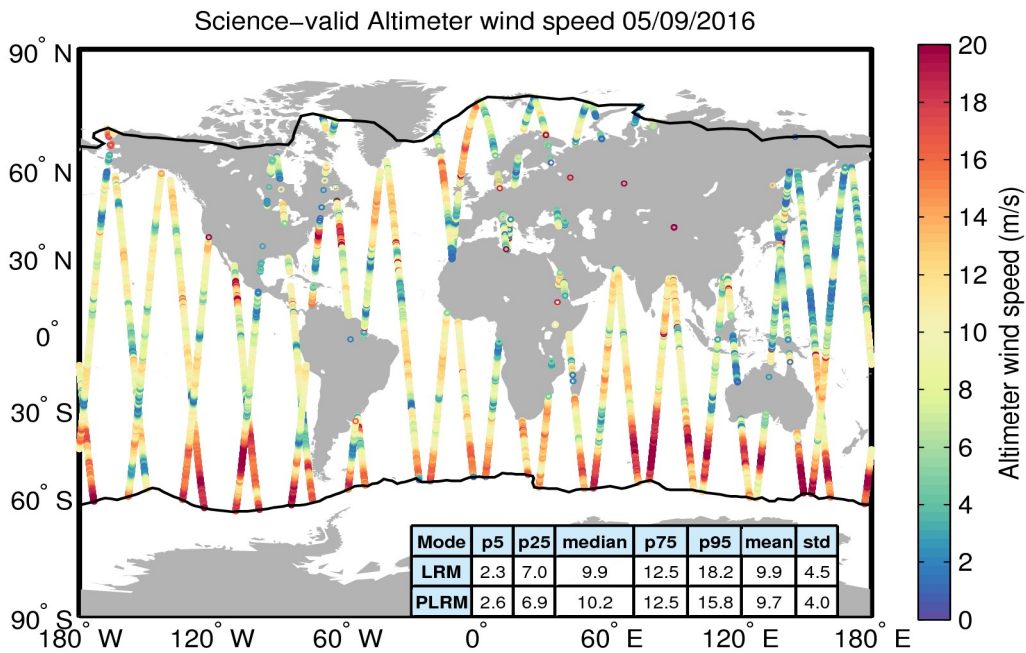 Science−valid Altimeter wind speed 05/09/2016
90° N
60° N
30° N
0°
30° S
60° S
90° S
180° W
120° W
60° W
0°
60° E
120° E
180° E
Mode p5 p25 median p75 p95 mean std
LRM 2.3 7.0 9.9 12.5 18.2 9.9 4.5
PLRM 2.6 6.9 10.2 12.5 15.8 9.7 4.0
20
18
16
14
12
10
8
6
4
2
0
Altimeter wind speed (m/s)